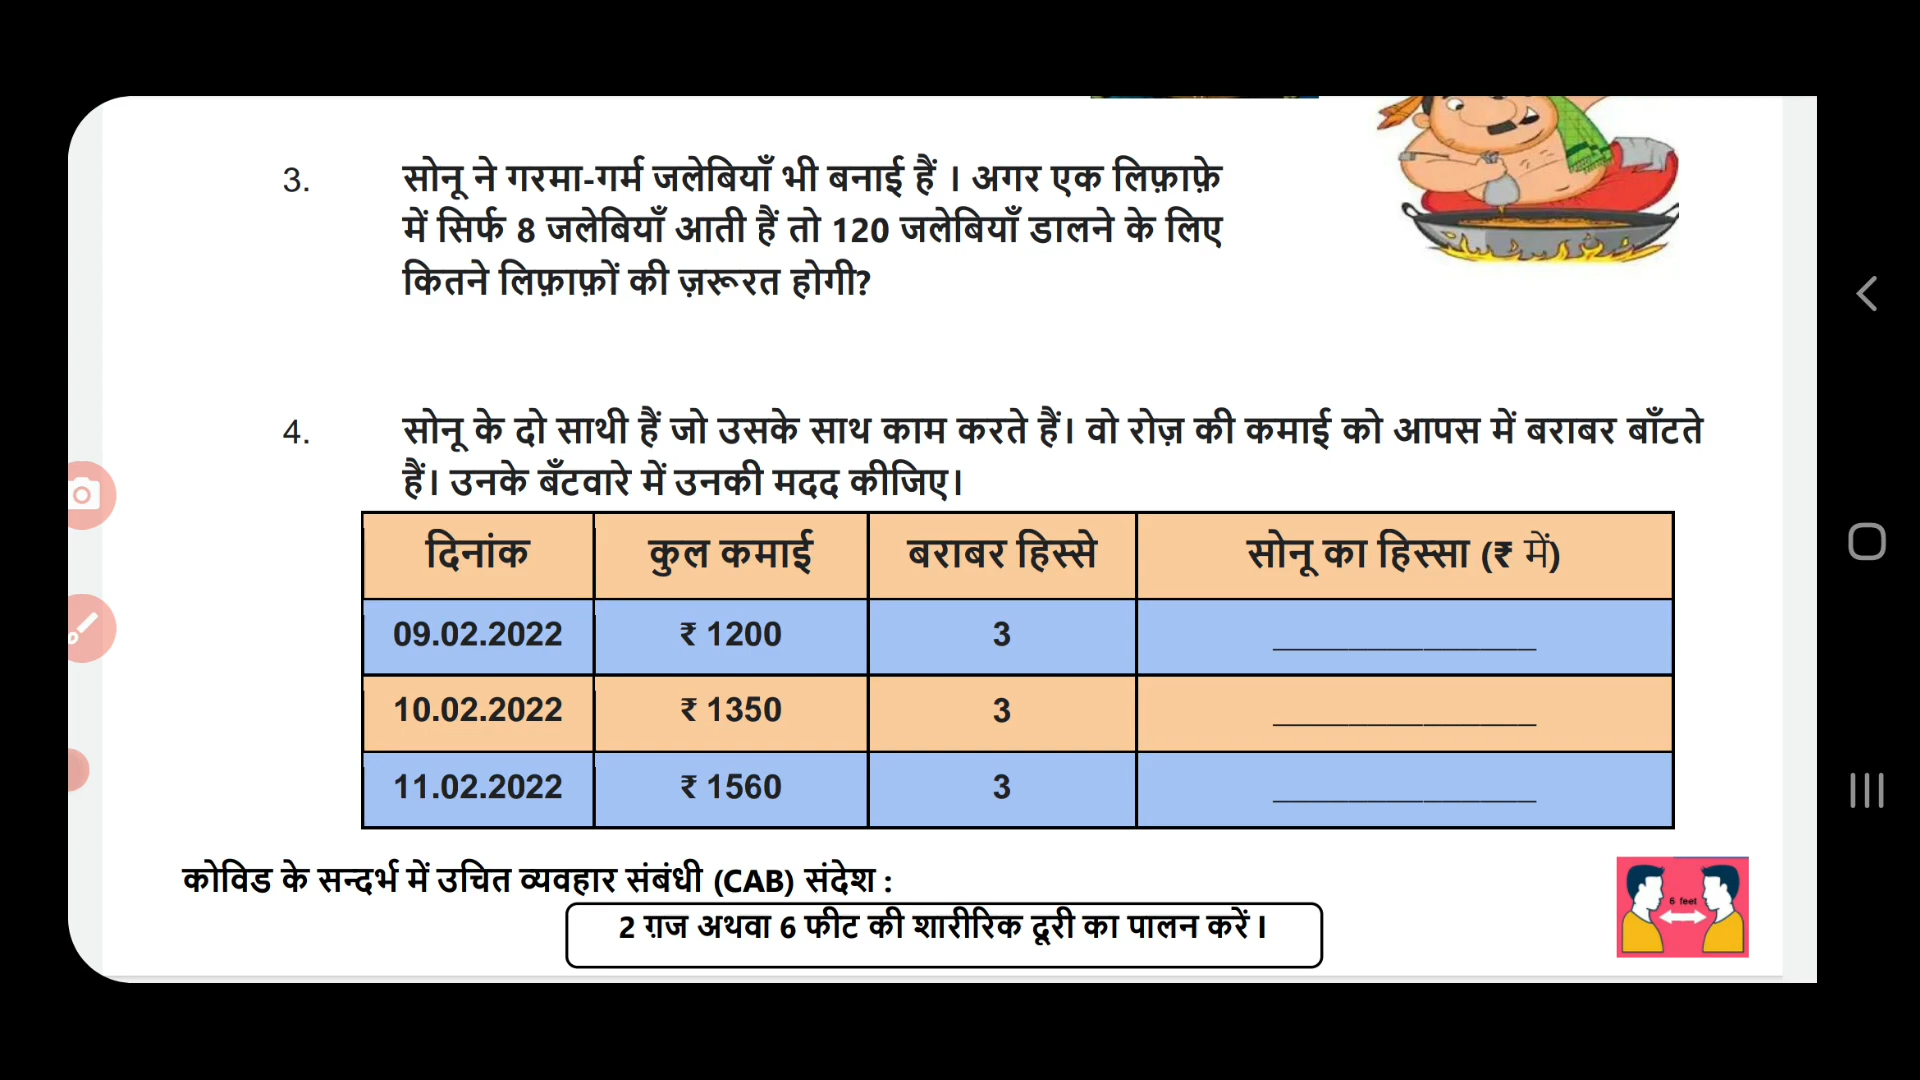 3. सोनू ने गरमा-गर्म जलेबियाँ भी बनाई हैं । अगर एक लिफ़ाफ़े
में सिर्फ 8 जलेबियाँ आती हैं तो 120 जलेबियाँ डालने के लिए
कितने लिफ़ाफ़ों की ज़रूरत होगी?
4. सोनू के दो साथी हैं जो उसके साथ काम करते हैं। वो रोज़ की कमाई को आपस में बराबर बाँटते
हैं। उनके बँटवारे में उनकी मदद कीजिए।
दिनांक कुल कमाई बराबर हिस्से सोनू का हिस्सा (₹ में)
09.02.2022 ₹ 1200 3 ______________
10.02.2022 ₹ 1350 3 ______________
11.02.2022 ₹ 1560 3 ______________
कोविड के सन्दर्भ में उचित व्यवहार संबंधी (CAB) संदेश :
2 ग़ज अथवा 6 फीट की शारीरिक दूरी का पालन करें I
6 feet